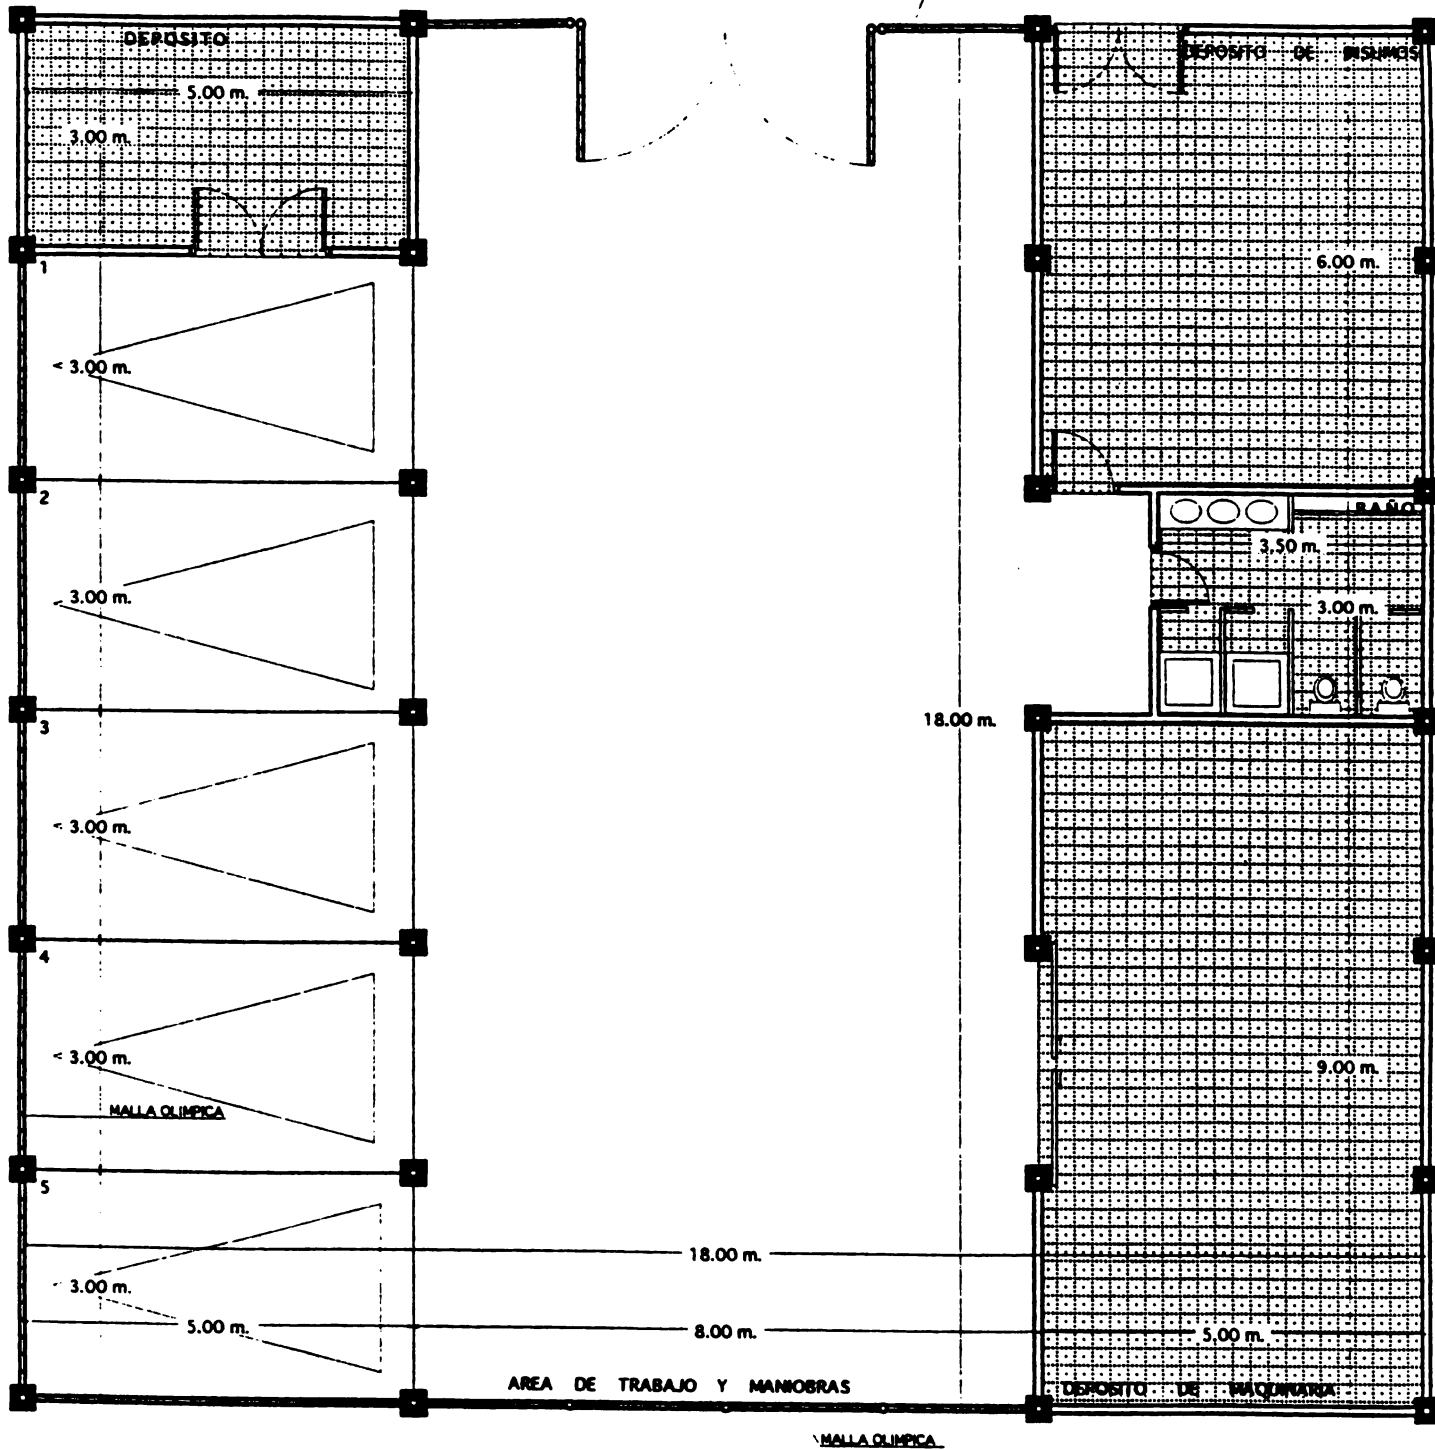 DEPOSITO
DEPOSITO DE INSUMOS
5.00 m.
3.00 m.
6.00 m.
1
< 3.00 m.
2
BAÑO
3.50 m.
3.00 m.
3.00 m.
18.00 m.
3
< 3.00 m.
4
< 3.00 m.
9.00 m.
MALLA OLIMPICA
5
18.00 m.
3.00 m.
5.00 m.
8.00 m.
5.00 m.
AREA DE TRABAJO Y MANIOBRAS
DEPOSITO DE MAQUINARIA
MALLA OLIMPICA